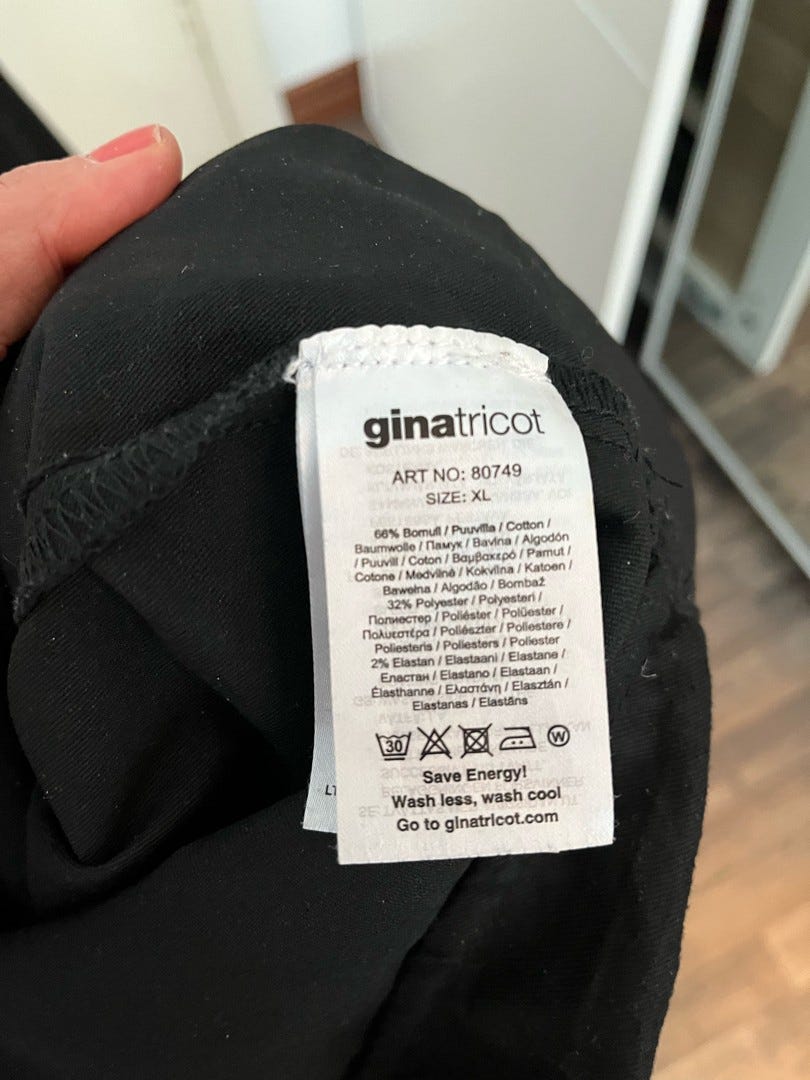 ginatricot
ART NO: 80749
SIZE: XL
66% Bomull / Puuvilla / Cotton /
Baumwolle / Памук / Bavlna / Algodón
/ Puuvill / Coton / Βαμβακερό / Pamut /
Cotone / Medvilnė / Kokvilna / Katoen /
Bawełna / Algodão / Bombaž
32% Polyester / Polyesteri /
Полиестер / Poliéster / Polüester /
Πολυεστέρα / Poliészter / Poliestere /
Poliesteris / Poliesters / Poliester
2% Elastan / Elastaani / Elastane /
Еластан / Elastano / Elastaan /
Élasthanne / Ελαστάνη / Elasztán /
Elastanas / Elastāns
30
W
Save Energy!
Wash less, wash cool
Go to ginatricot.com